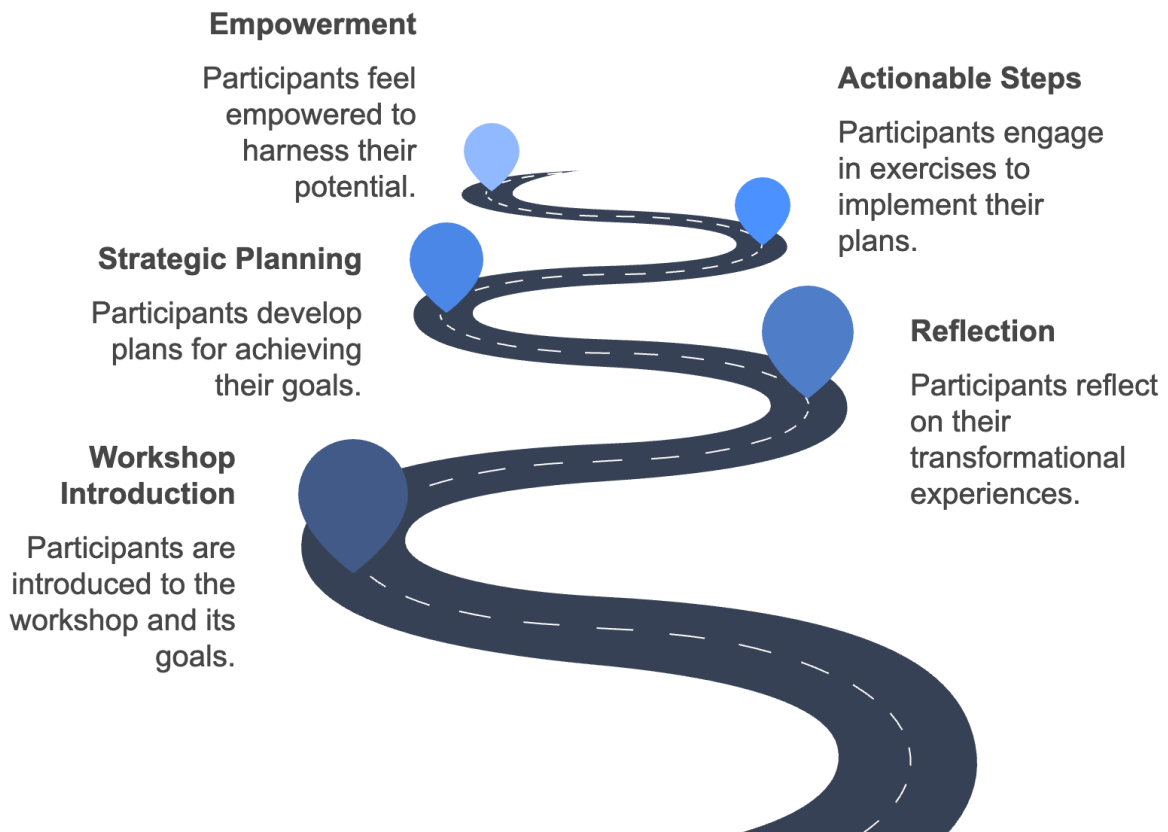 Empowerment
Participants feel
empowered to
harness their
potential.
Actionable Steps
Participants engage
in exercises to
implement their
plans.
Strategic Planning
Participants develop
plans for achieving
their goals.
Reflection
Participants reflect
on their
transformational
experiences.
Workshop
Introduction
Participants are
introduced to the
workshop and its
goals.